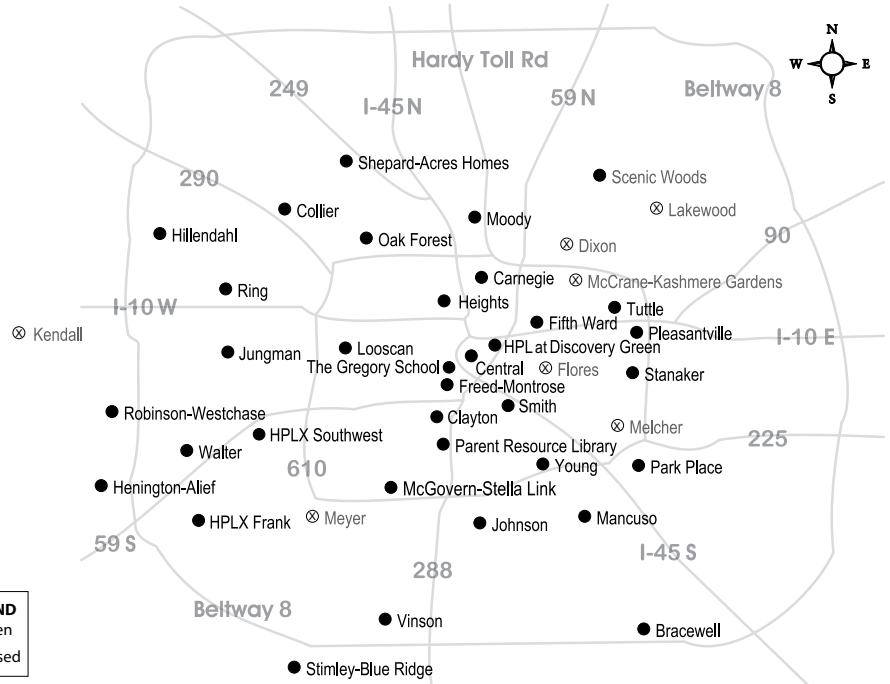 N
W E
S
Hardy Toll Rd
249
I-45 N
59 N
Beltway 8
Shepard-Acres Homes
290
Scenic Woods
Collier
Moody
Lakewood
Hillendahl
Oak Forest
Dixon
90
Carnegie
McCrane-Kashmere Gardens
Ring
Heights
I-10 W
Tuttle
Fifth Ward
Kendall
Pleasantville
I-10 E
Jungman
Looscan
HPL at Discovery Green
The Gregory School
Central
Flores
Stanaker
Freed-Montrose
Robinson-Westchase
Smith
Clayton
Melcher
HPLX Southwest
225
Walter
Parent Resource Library
610
Young
Park Place
Henington-Alief
McGovern-Stella Link
HPLX Frank
Meyer
Johnson
Mancuso
59 S
I-45 S
288
Beltway 8
ND
en
sed
Vinson
Bracewell
Stimley-Blue Ridge